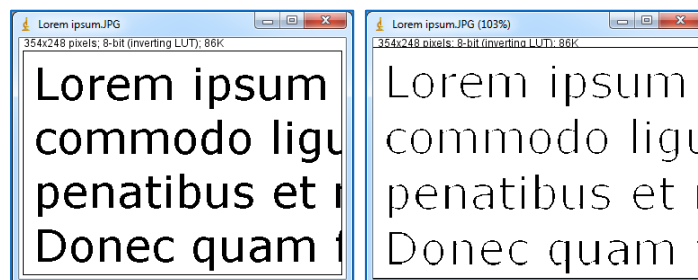 Lorem ipsum.JPG
354x248 pixels; 8-bit (inverting LUT); 86K
Lorem ipsum
commodo ligu
penatibus et
Donec quam
Lorem ipsum.JPG (103%)
354x248 pixels; 8-bit (inverting LUT); 86K
Lorem ipsum
commodo ligu
penatibus et
Donec quam